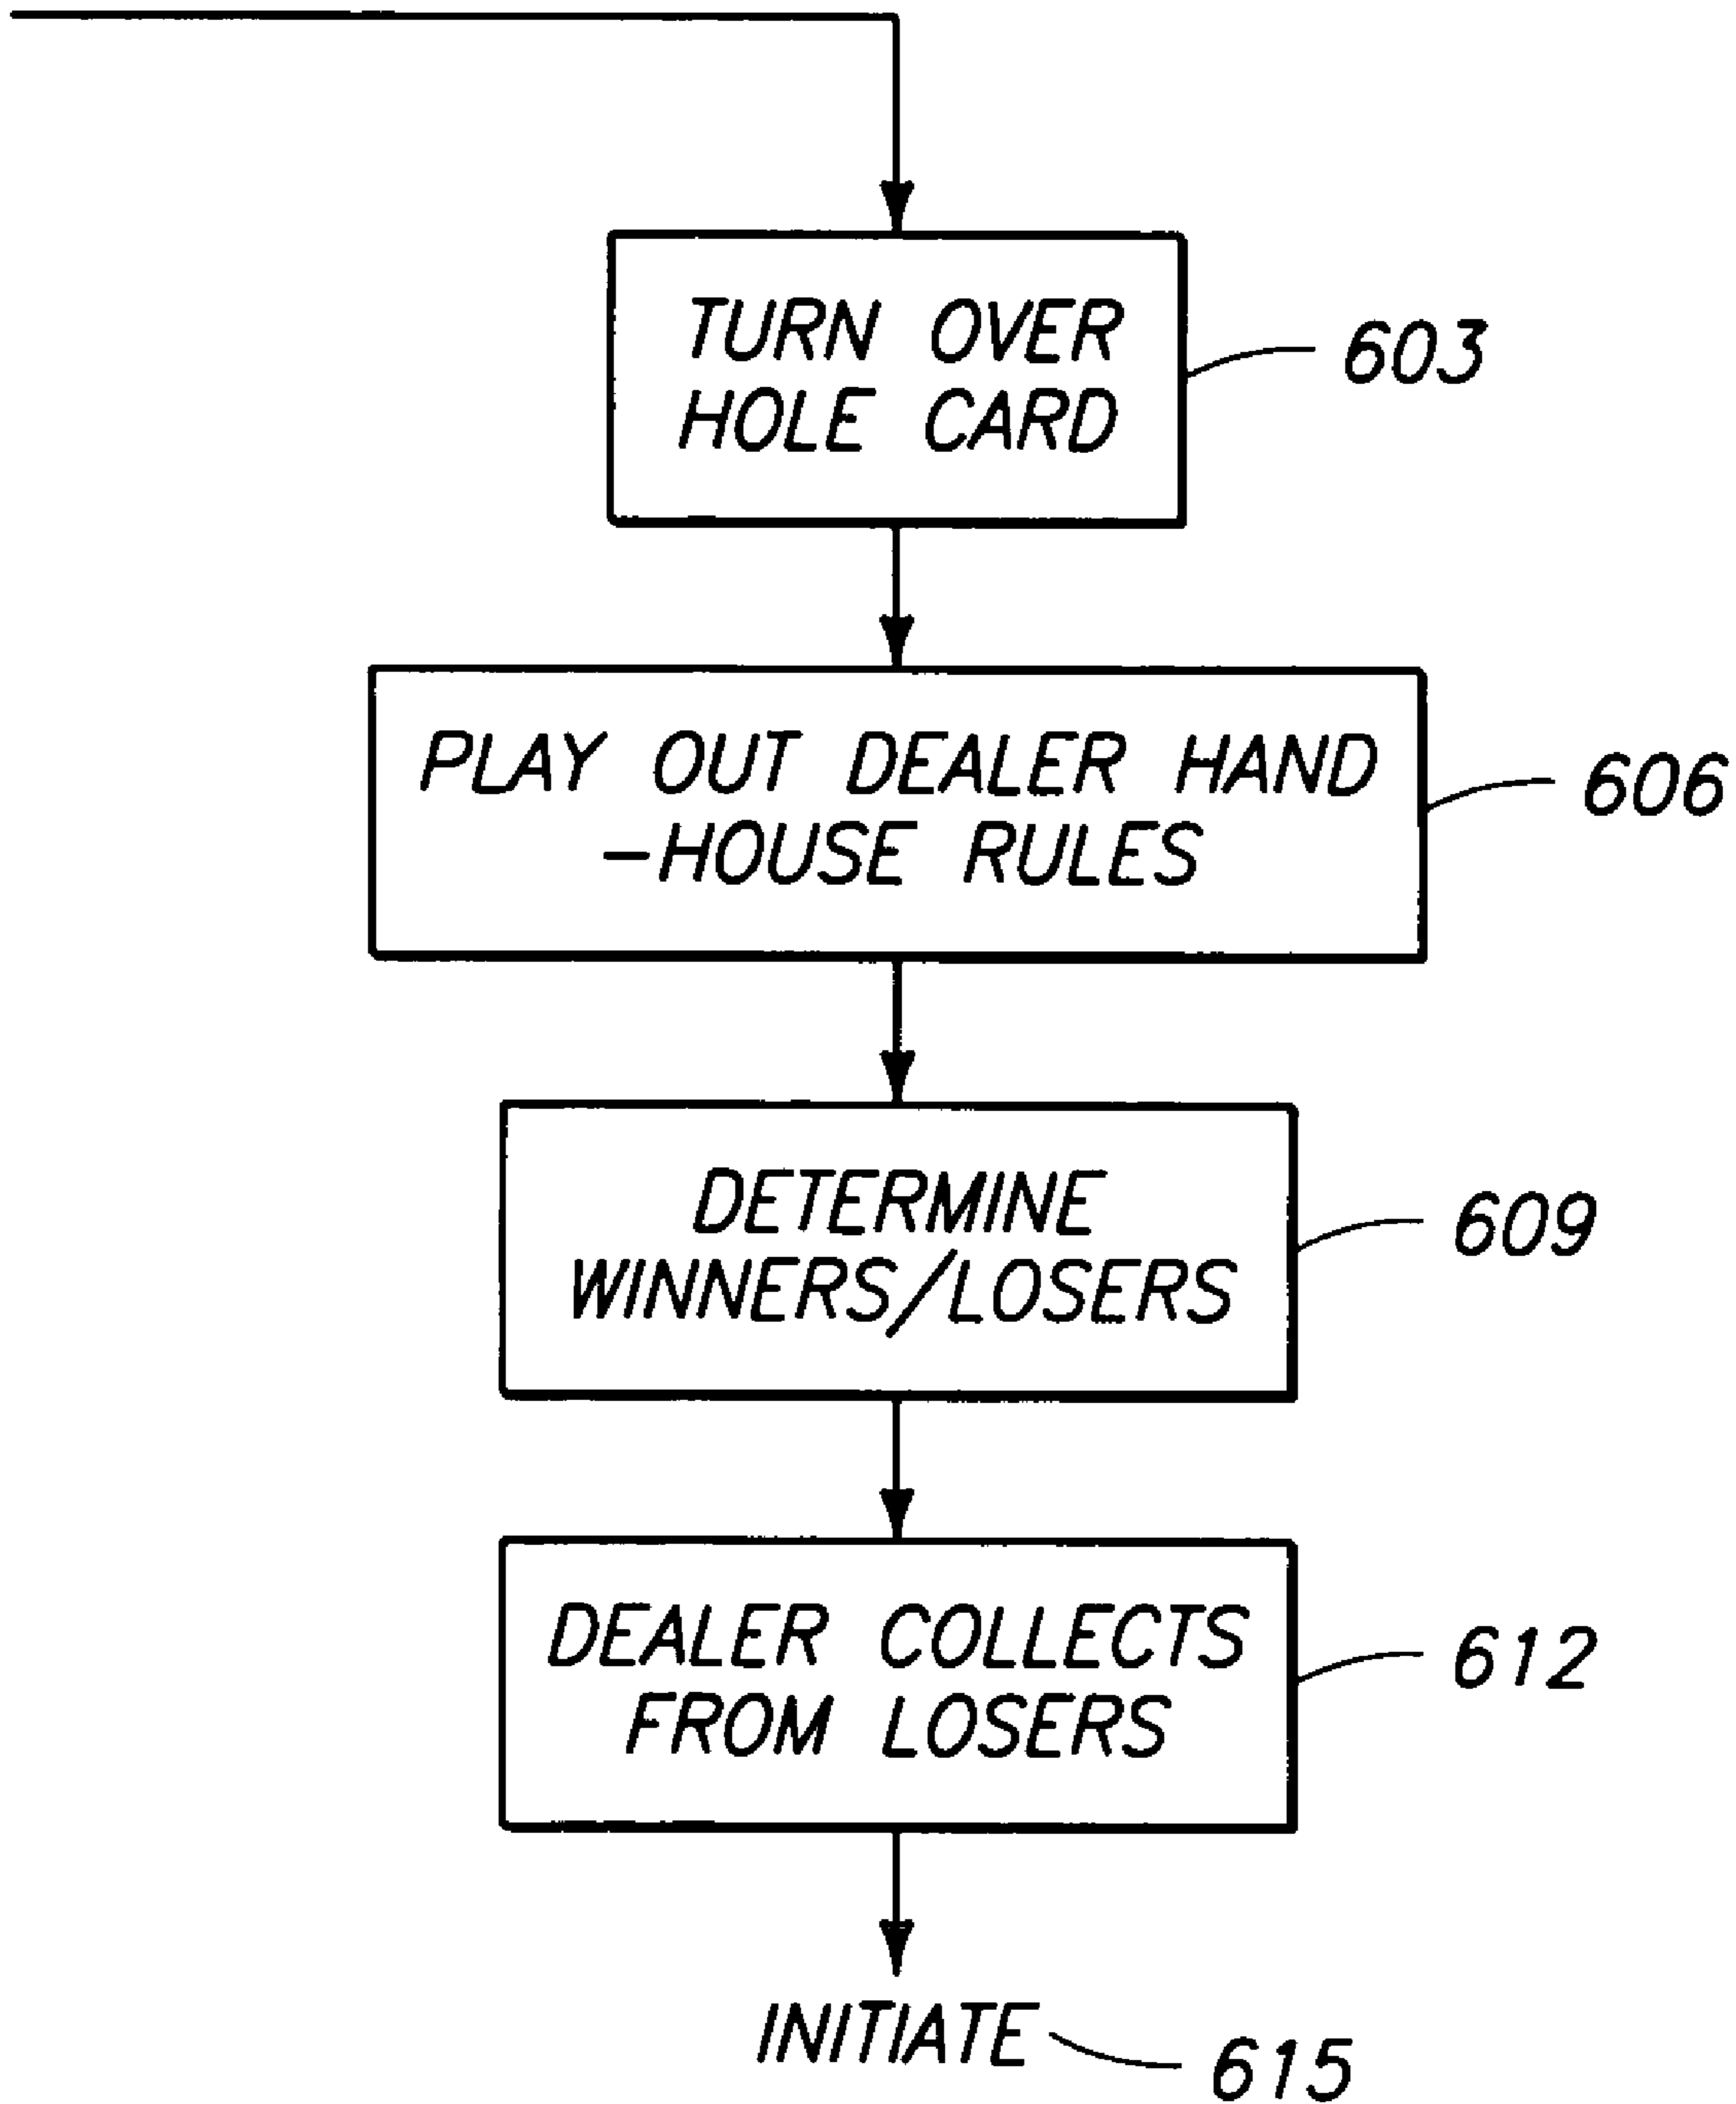 TURN OVER
HOLE CARD
603
PLAY OUT DEALER HAND
-HOUSE RULES
606
DETERMINE
WINNERS/LOSERS
609
DEALER COLLECTS
FROM LOSERS
612
INITIATE
615